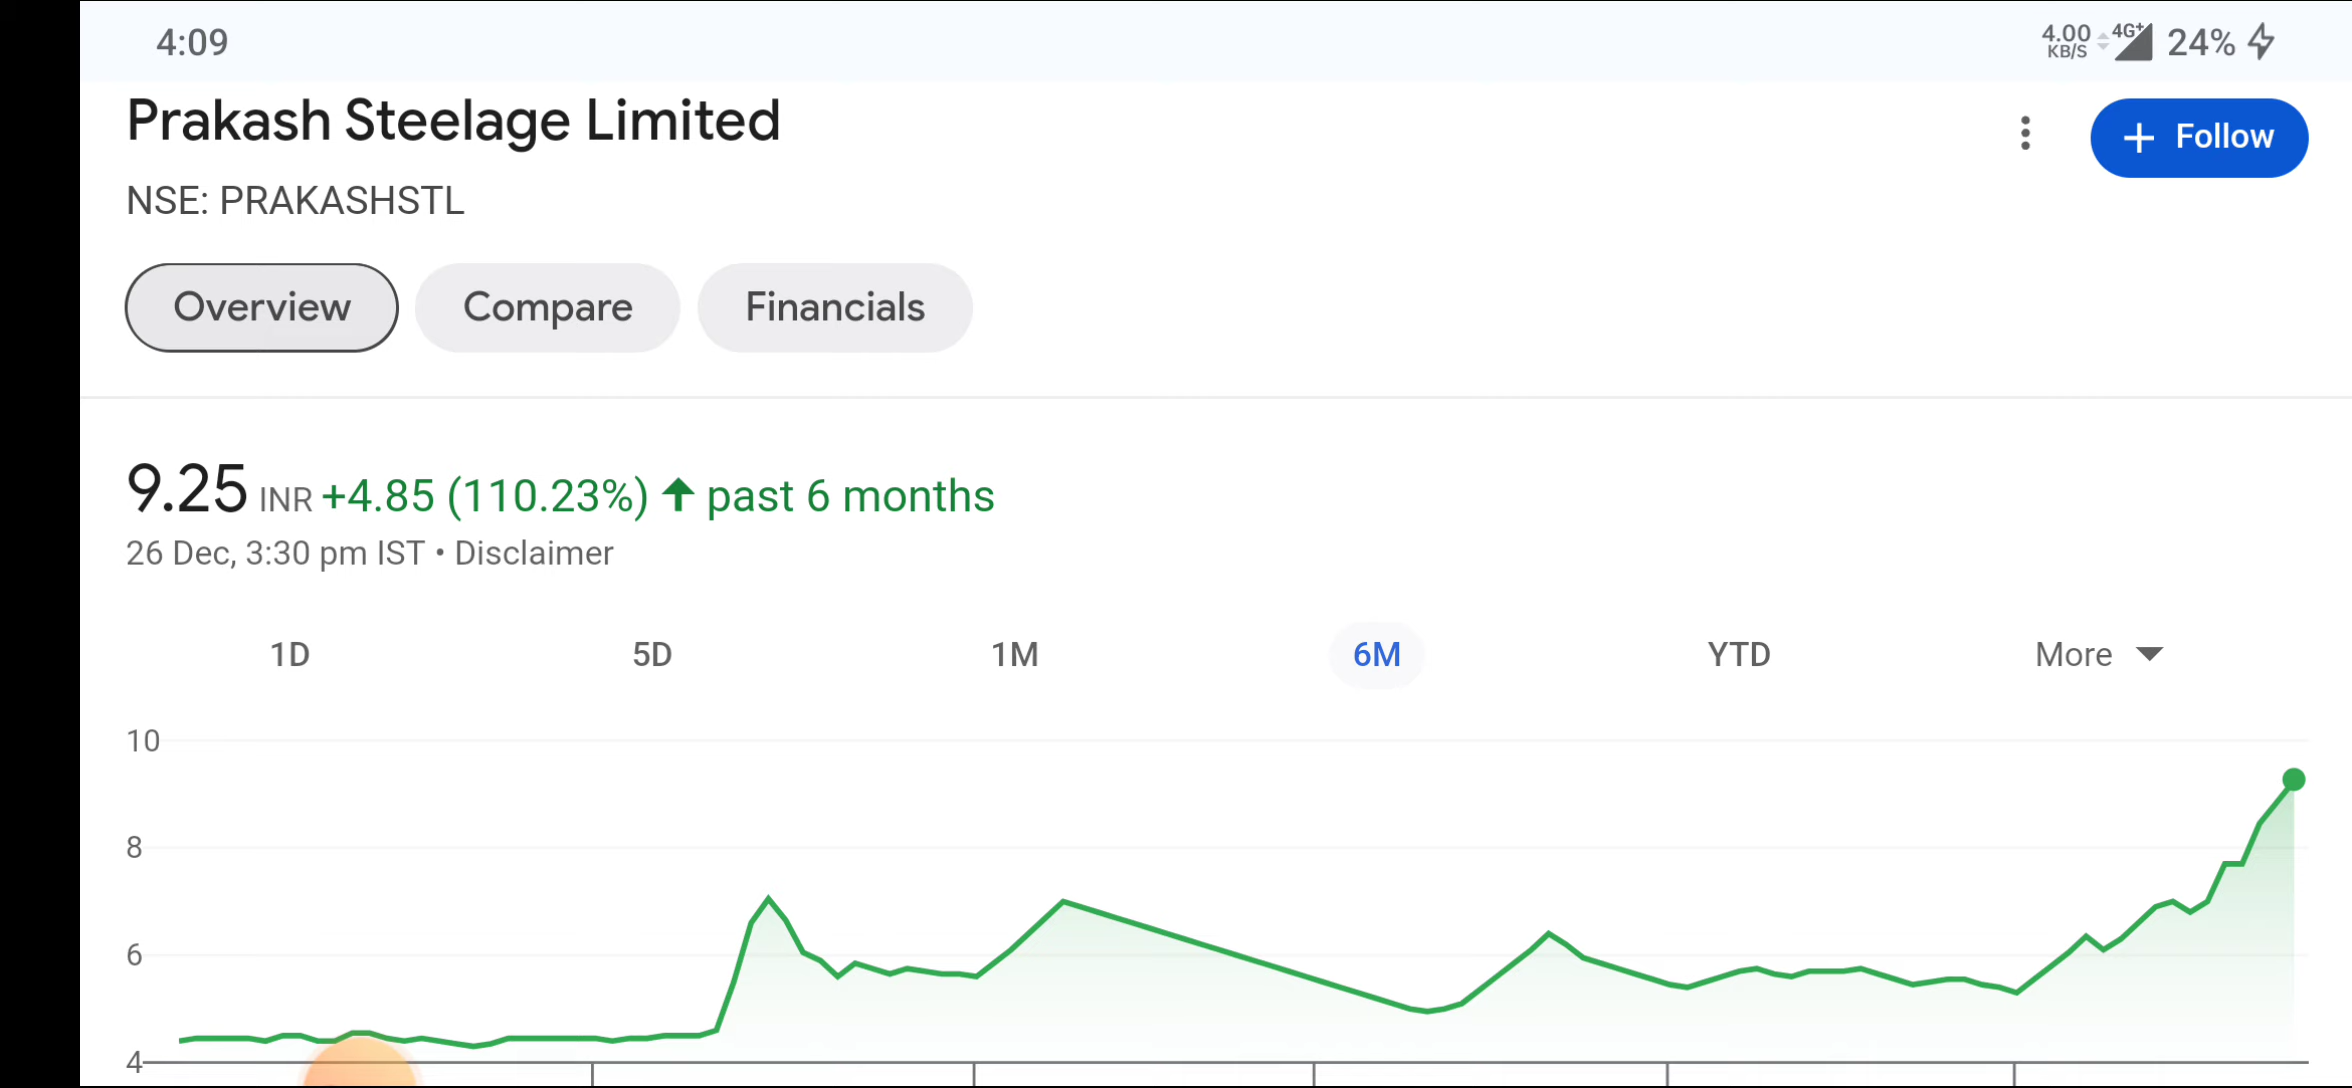 4:09
4.00 KB/S 4G+ 24%
Prakash Steelage Limited
+ Follow
NSE: PRAKASHSTL
Overview Compare Financials
9.25 INR +4.85 (110.23%) ↑ past 6 months
26 Dec, 3:30 pm IST • Disclaimer
1D 5D 1M 6M YTD More
10
8
6
4